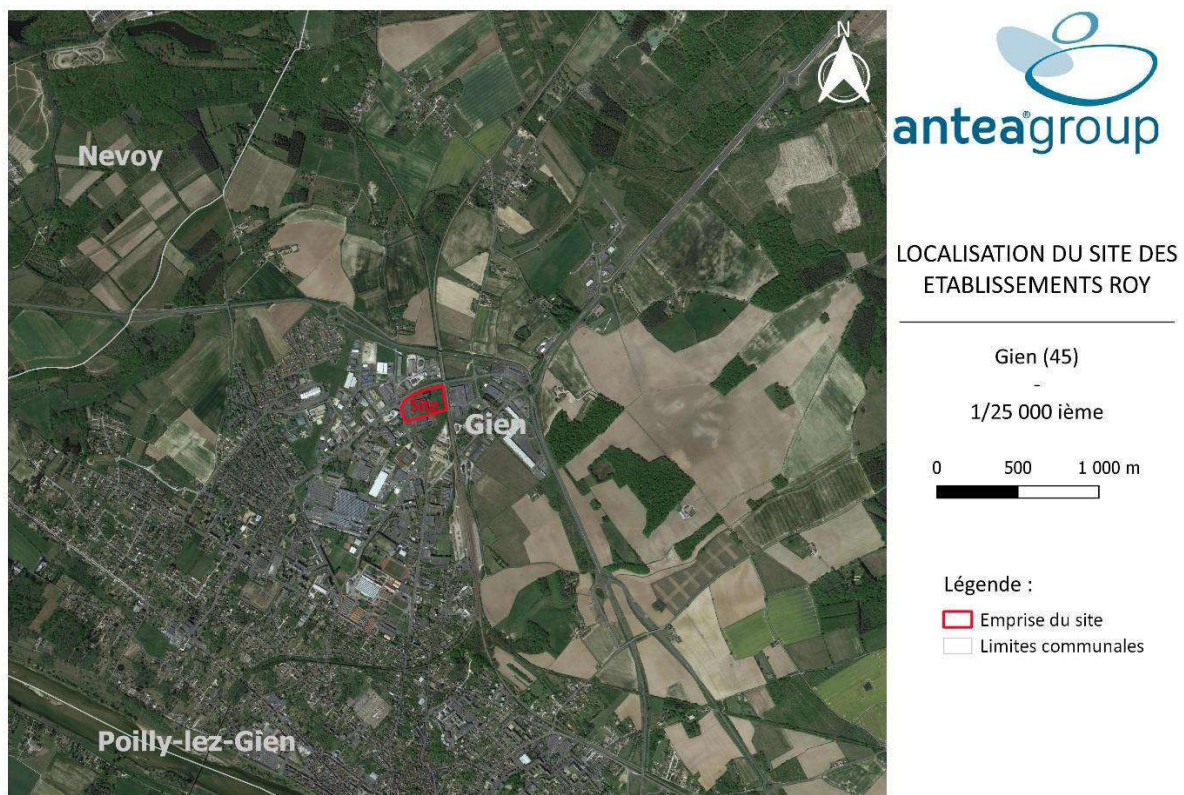 N
Nevoy
Site
Gien
Poilly-lez-Gien
anteagroup
LOCALISATION DU SITE DES
ETABLISSEMENTS ROY
Gien (45)
-
1/25 000 ième
0 500 1 000 m
Légende :
Emprise du site
Limites communales